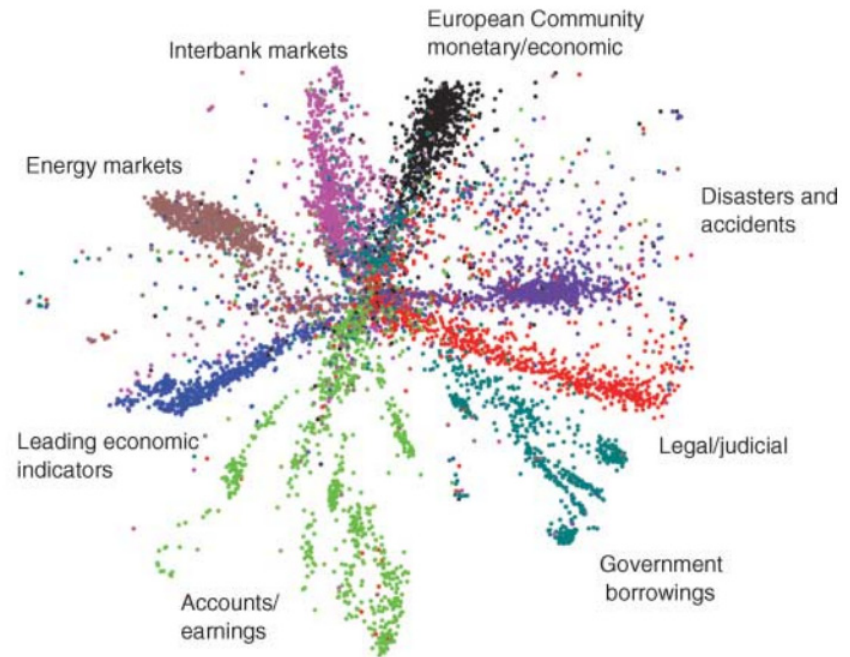 European Community
monetary/economic
Interbank markets
Energy markets
Disasters and
accidents
Leading economic
indicators
Legal/judicial
Government
borrowings
Accounts/
earnings